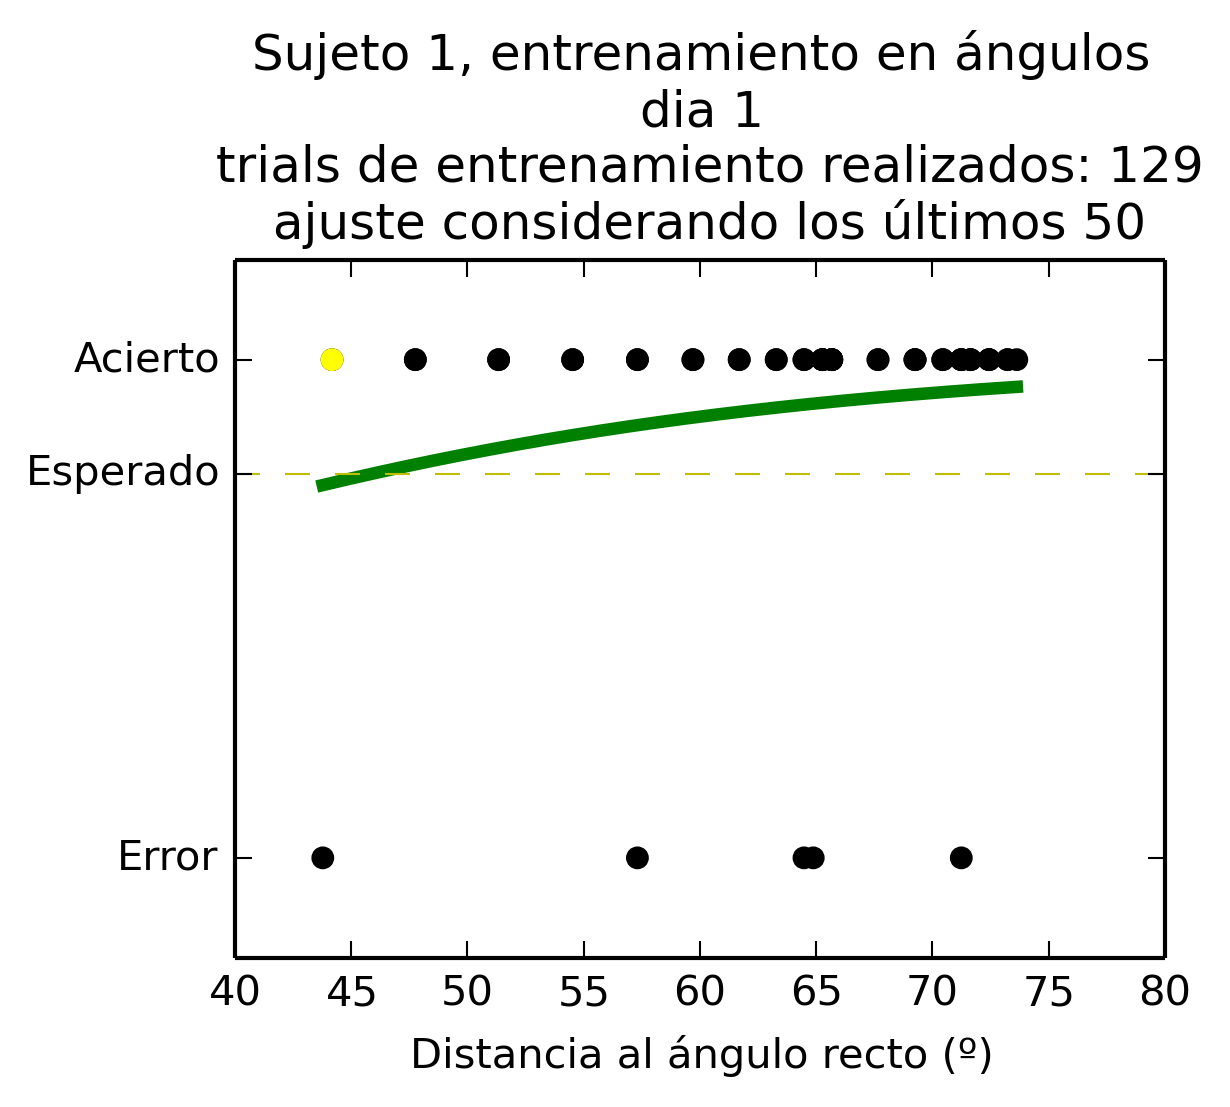 Sujeto 1, entrenamiento en ángulos
dia 1
trials de entrenamiento realizados: 129
ajuste considerando los últimos 50
Acierto
Esperado
Error
40 45 50 55 60 65 70 75 80
Distancia al ángulo recto (º)